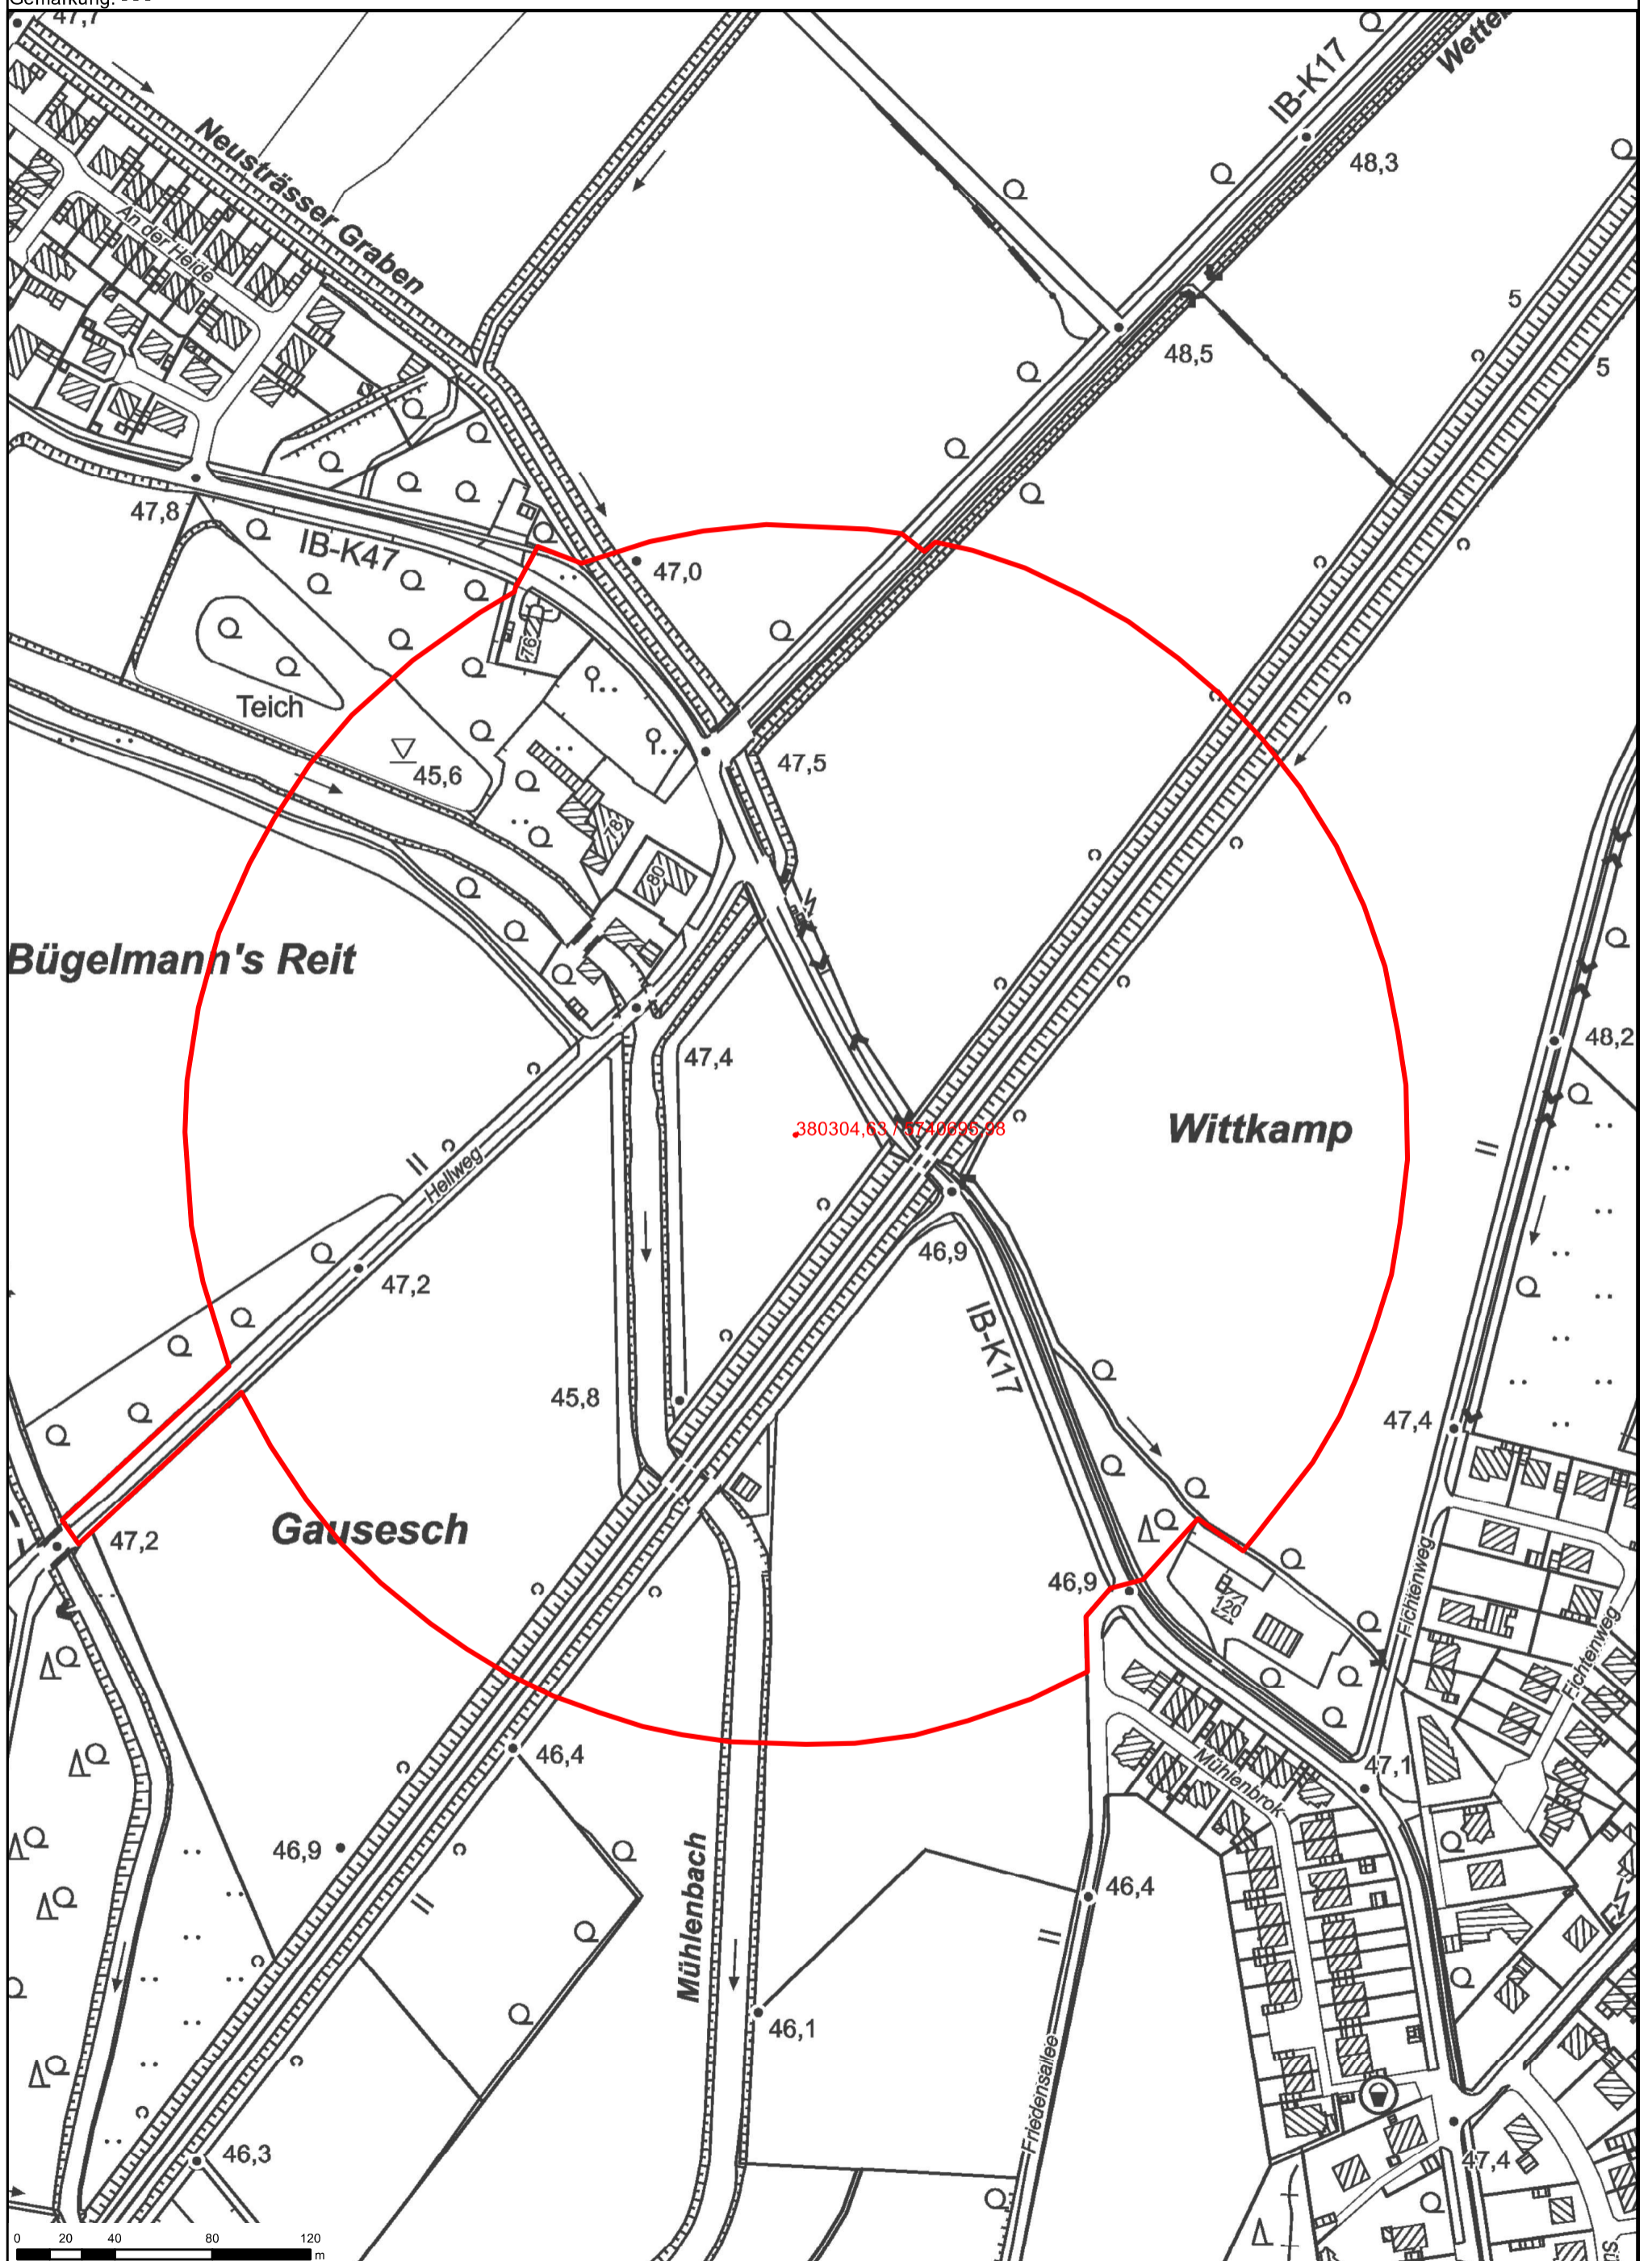 Gemarkung: ---
47,7
Wette
IB-K17
48,3
Neusträsser Graben
An der Heide
5
48,5
5
47,8
IB-K47
47,0
76
Teich
47,5
45,6
78
80
Bügelmann's Reit
47,4
48,2
380304,63 / 5740695,98
Wittkamp
Hellweg
46,9
47,2
IB-K17
45,8
47,4
Gausesch
47,2
46,9
120
Fichtenweg
Fichtenweg
46,4
Mühlenbrok
47,1
46,9
Mühlenbach
46,4
46,1
Friedensallee
46,3
47,4
0 20 40 80 120
m